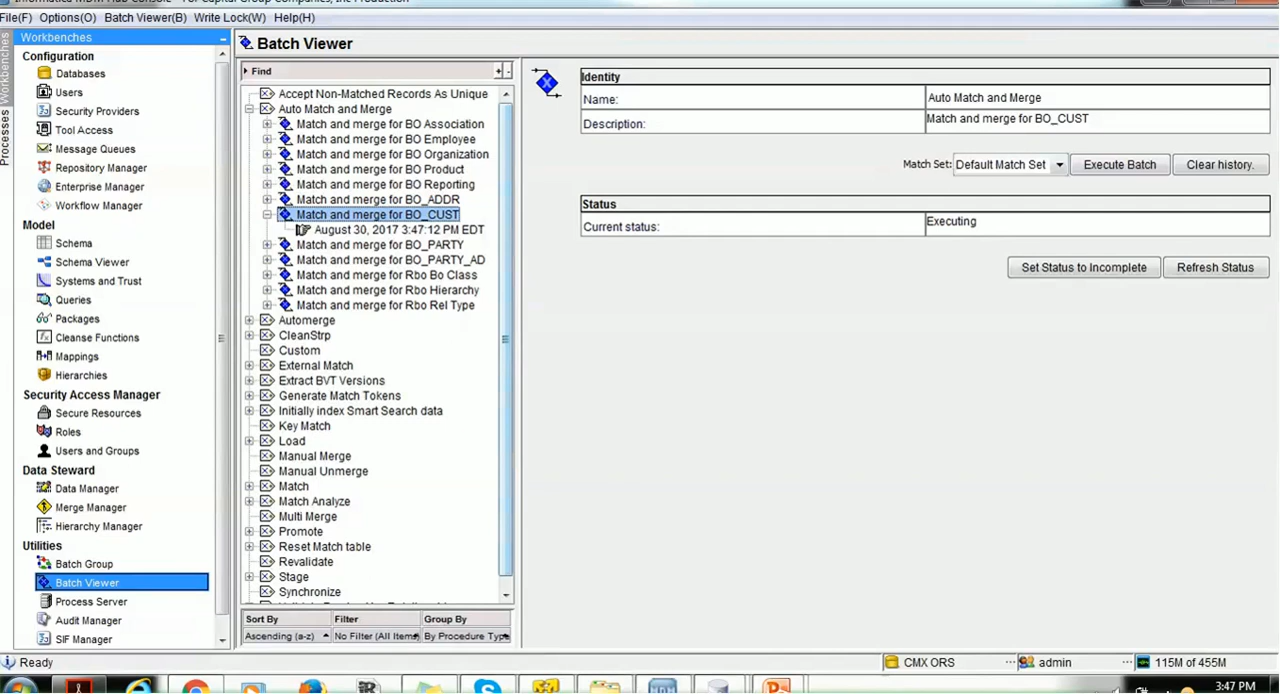 Informatica MDM Hub Console
File(F) Options(O) Batch Viewer(B) Write Lock(W) Help(H)
Workbenches
Processes
Workbenches
Configuration
Databases
Users
Security Providers
Tool Access
Message Queues
Repository Manager
Enterprise Manager
Workflow Manager
Model
Schema
Schema Viewer
Systems and Trust
Queries
Packages
Cleanse Functions
Mappings
Hierarchies
Security Access Manager
Secure Resources
Roles
Users and Groups
Data Steward
Data Manager
Merge Manager
Hierarchy Manager
Utilities
Batch Group
Batch Viewer
Process Server
Audit Manager
SIF Manager
Batch Viewer
Find + -
Accept Non-Matched Records As Unique
Auto Match and Merge
Match and merge for BO Association
Match and merge for BO Employee
Match and merge for BO Organization
Match and merge for BO Product
Match and merge for BO Reporting
Match and merge for BO_ADDR
Match and merge for BO_CUST
August 30, 2017 3:47:12 PM EDT
Match and merge for BO_PARTY
Match and merge for BO_PARTY_AD
Match and merge for Rbo Bo Class
Match and merge for Rbo Hierarchy
Match and merge for Rbo Rel Type
Automerge
CleanStrp
Custom
External Match
Extract BVT Versions
Generate Match Tokens
Initially index Smart Search data
Key Match
Load
Manual Merge
Manual Unmerge
Match
Match Analyze
Multi Merge
Promote
Reset Match table
Revalidate
Stage
Synchronize
Sort By Filter Group By
Ascending (a-z) No Filter (All Items) By Procedure Type
Identity
Name: Auto Match and Merge
Description: Match and merge for BO_CUST
Match Set: Default Match Set Execute Batch Clear history.
Status
Current status: Executing
Set Status to Incomplete Refresh Status
Ready
CMX ORS admin 115M of 455M
3:47 PM